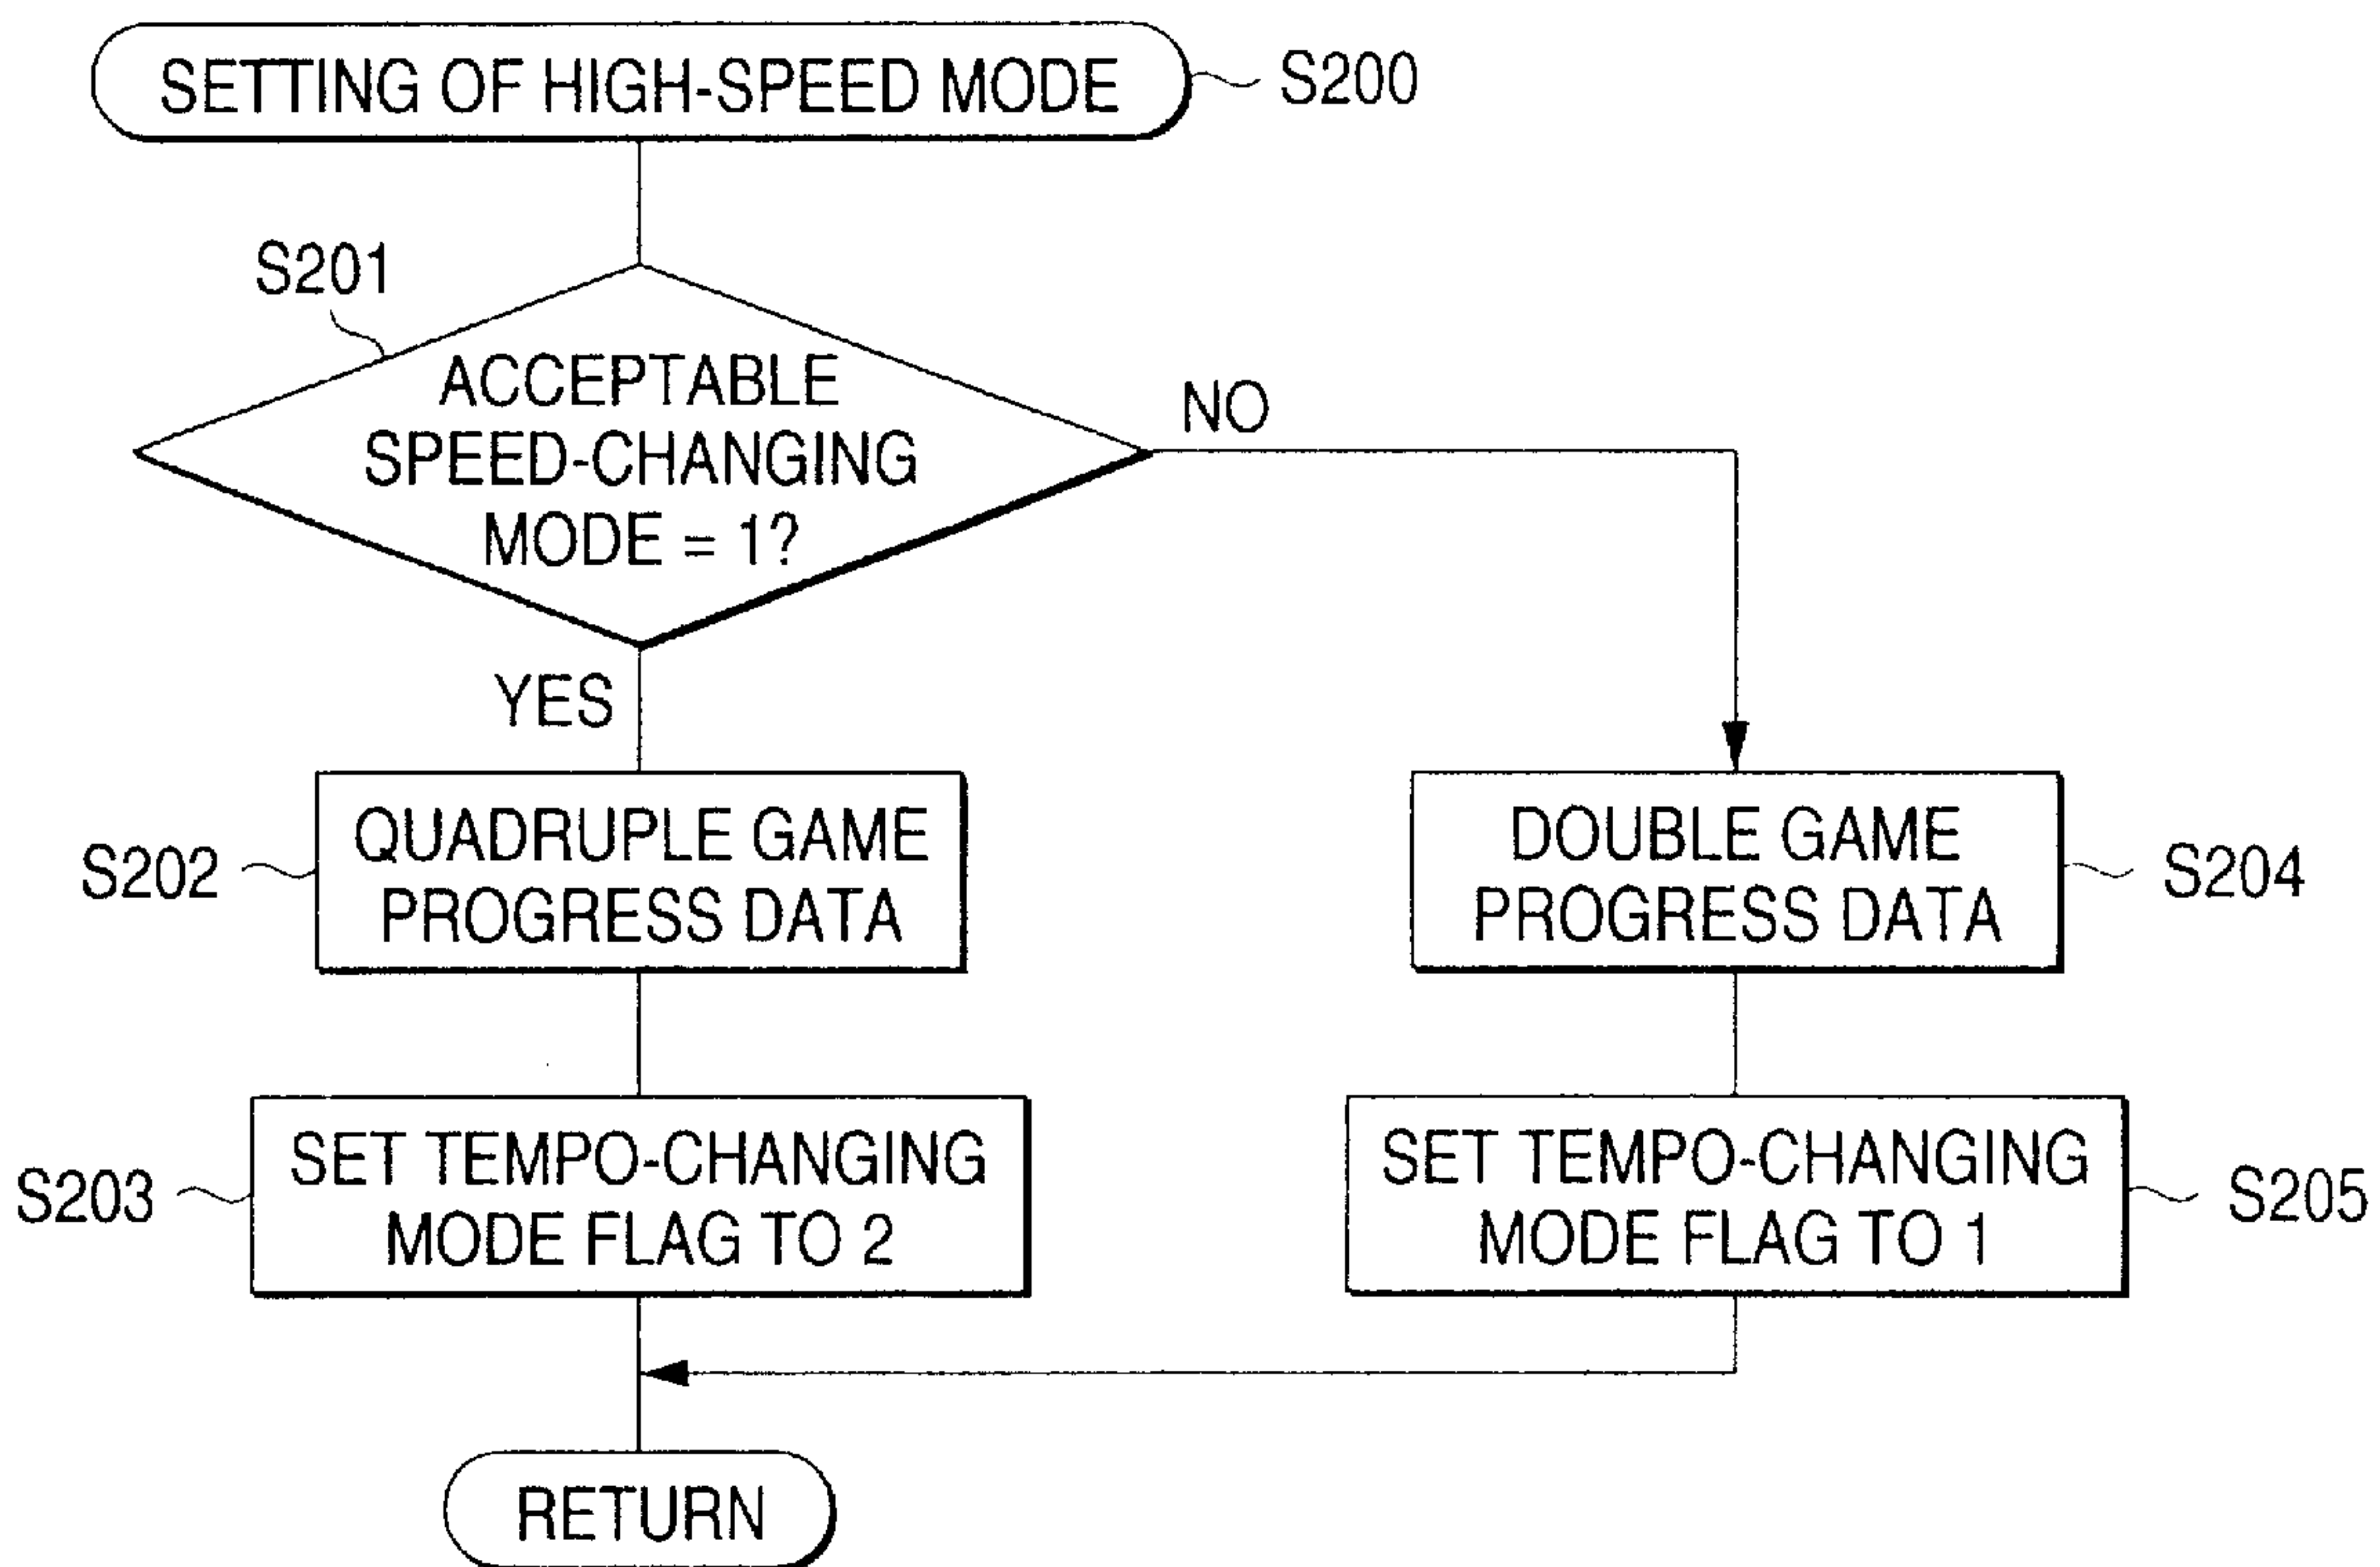 SETTING OF HIGH-SPEED MODE
S200
S201
ACCEPTABLE
SPEED-CHANGING
MODE = 1?
NO
YES
S202
QUADRUPLE GAME
PROGRESS DATA
DOUBLE GAME
PROGRESS DATA
S204
S203
SET TEMPO-CHANGING
MODE FLAG TO 2
SET TEMPO-CHANGING
MODE FLAG TO 1
S205
RETURN